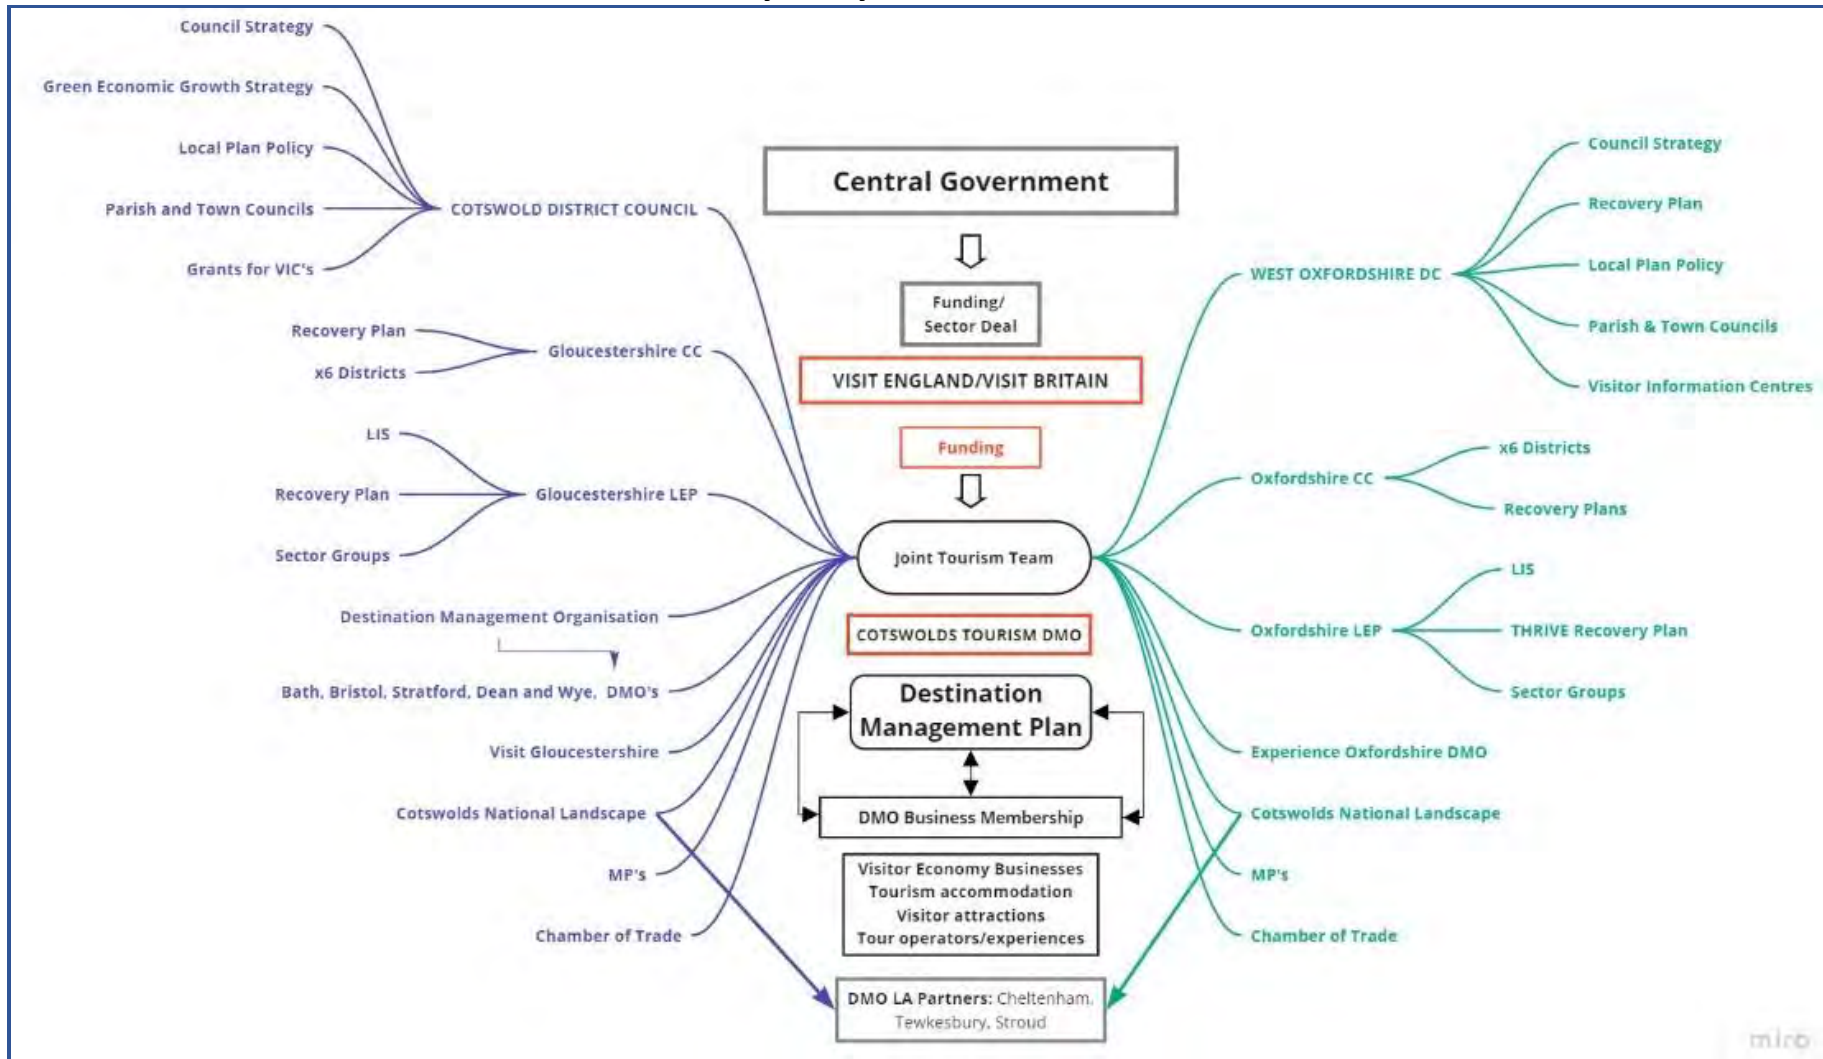 Council Strategy
Green Economic Growth Strategy
Local Plan Policy
Parish and Town Councils
Grants for VIC's
COTSWOLD DISTRICT COUNCIL
Recovery Plan
x6 Districts
Gloucestershire CC
LIS
Recovery Plan
Sector Groups
Gloucestershire LEP
Destination Management Organisation
Bath, Bristol, Stratford, Dean and Wye, DMO's
Visit Gloucestershire
Cotswolds National Landscape
MP's
Chamber of Trade
Central Government
Funding/
Sector Deal
VISIT ENGLAND/VISIT BRITAIN
Funding
Joint Tourism Team
COTSWOLDS TOURISM DMO
Destination
Management Plan
DMO Business Membership
Visitor Economy Businesses
Tourism accommodation
Visitor attractions
Tour operators/experiences
DMO LA Partners: Cheltenham,
Tewkesbury, Stroud
WEST OXFORDSHIRE DC
Council Strategy
Recovery Plan
Local Plan Policy
Parish & Town Councils
Visitor Information Centres
Oxfordshire CC
x6 Districts
Recovery Plans
Oxfordshire LEP
LIS
THRIVE Recovery Plan
Sector Groups
Experience Oxfordshire DMO
Cotswolds National Landscape
MP's
Chamber of Trade
miro